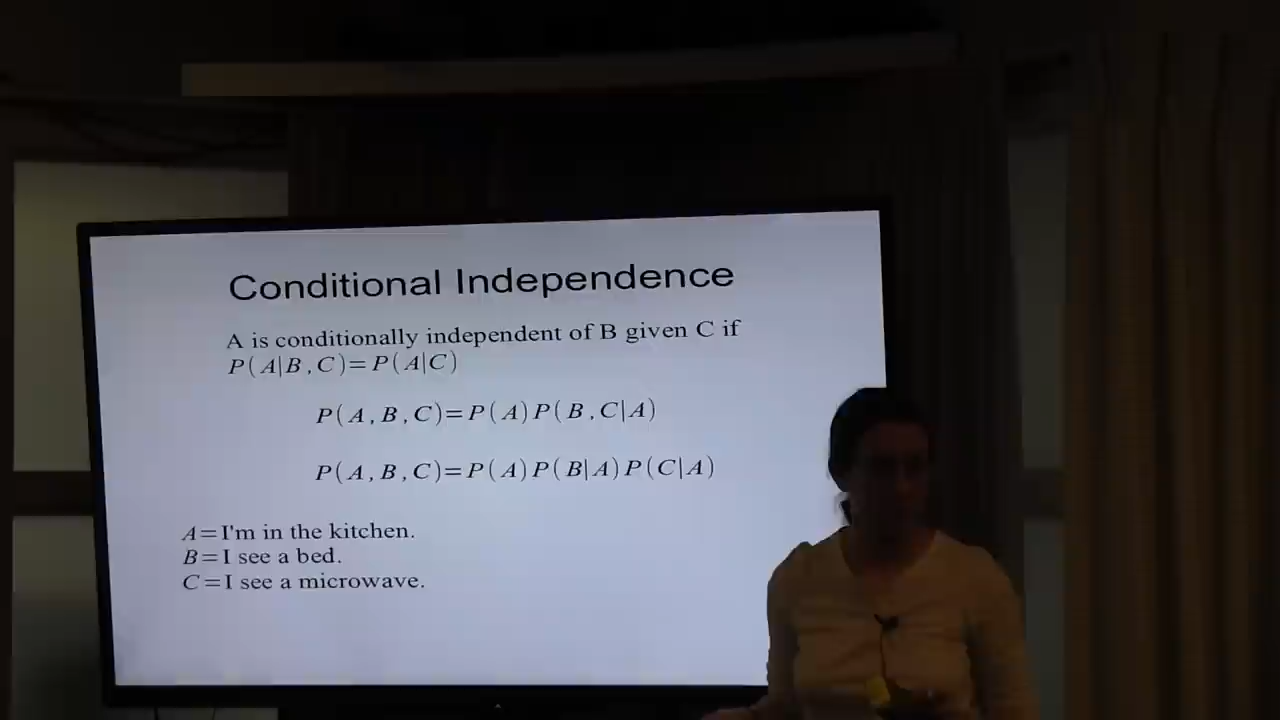 Conditional Independence
A is conditionally independent of B given C if
P(A|B,C)=P(A|C)
P(A,B,C)=P(A)P(B,C|A)
P(A,B,C)=P(A)P(B|A)P(C|A)
A=I'm in the kitchen.
B=I see a bed.
C=I see a microwave.